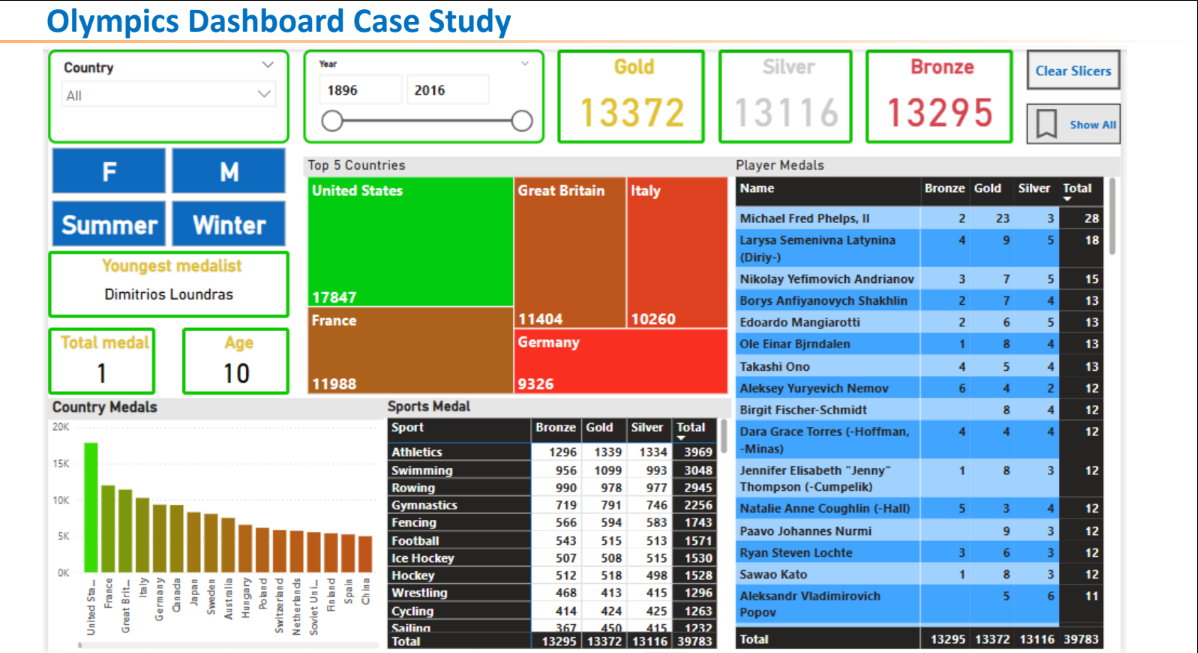 Olympics Dashboard Case Study
Country
All
Year
1896 2016
Gold
13372
Silver
13116
Bronze
13295
Clear Slicers
Show All
F M
Summer Winter
Youngest medalist
Dimitrios Loundras
Total medal
1
Age
10
Top 5 Countries
United States
17847
France
11988
Great Britain
11404
Italy
10260
Germany
9326
Player Medals
Name Bronze Gold Silver Total
Michael Fred Phelps, II 2 23 3 28
Larysa Semenivna Latynina
(Diriy-) 4 9 5 18
Nikolay Yefimovich Andrianov 3 7 5 15
Borys Anfiyanovych Shakhlin 2 7 4 13
Edoardo Mangiarotti 2 6 5 13
Ole Einar Bjrndalen 1 8 4 13
Takashi Ono 4 5 4 13
Aleksey Yuryevich Nemov 6 4 2 12
Birgit Fischer-Schmidt 8 4 12
Dara Grace Torres (-Hoffman,
-Minas) 4 4 4 12
Jennifer Elisabeth "Jenny"
Thompson (-Cumpelik) 1 8 3 12
Natalie Anne Coughlin (-Hall) 5 3 4 12
Paavo Johannes Nurmi 9 3 12
Ryan Steven Lochte 3 6 3 12
Sawao Kato 1 8 3 12
Aleksandr Vladimirovich
Popov 5 6 11
Total 13295 13372 13116 39783
Country Medals
20K
15K
10K
5K
0K
United Sta...
France
Great Brit...
Italy
Germany
Canada
Japan
Sweden
Australia
Hungary
Poland
Switzerland
Netherlands
Soviet Uni...
Finland
Spain
China
Sports Medal
Sport Bronze Gold Silver Total
Athletics 1296 1339 1334 3969
Swimming 956 1099 993 3048
Rowing 990 978 977 2945
Gymnastics 719 791 746 2256
Fencing 566 594 583 1743
Football 543 515 513 1571
Ice Hockey 507 508 515 1530
Hockey 512 518 498 1528
Wrestling 468 413 415 1296
Cycling 414 424 425 1263
Sailing 367 450 415 1232
Total 13295 13372 13116 39783